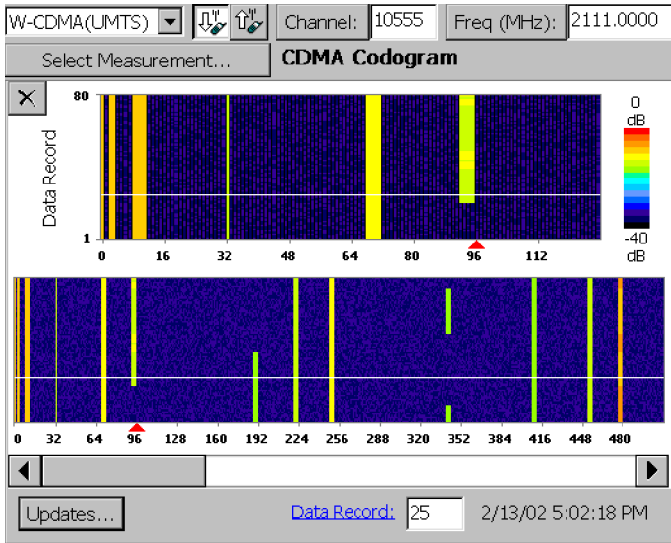 W-CDMA(UMTS) Channel: 10555 Freq (MHz): 2111.0000
Select Measurement... CDMA Codogram
80
Data Record
1
0 dB
-40 dB
0 16 32 48 64 80 96 112
0 32 64 96 128 160 192 224 256 288 320 352 384 416 448 480
Updates... Data Record: 25 2/13/02 5:02:18 PM